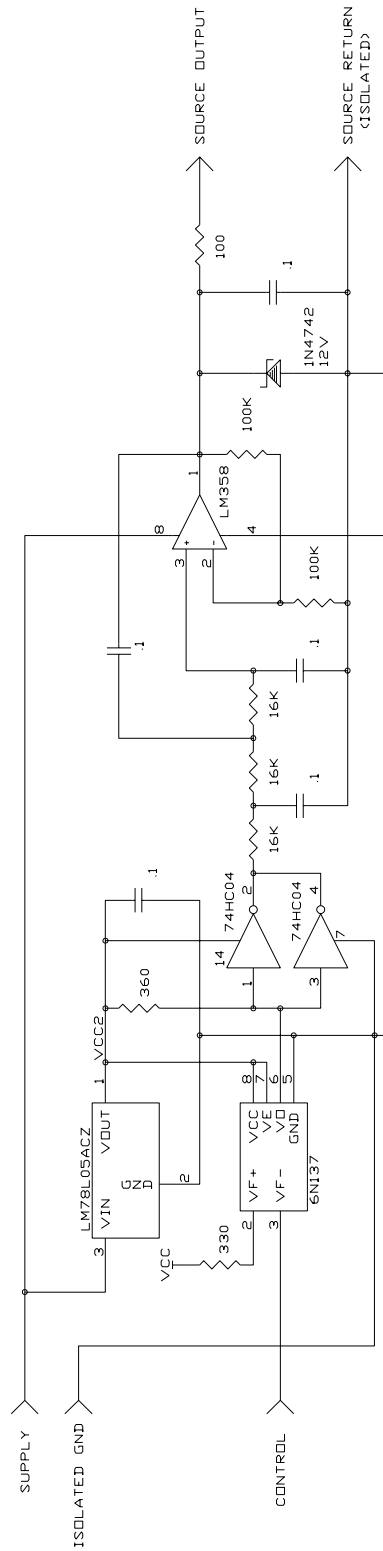 SUPPLY
ISOLATED GND
CONTROL
VCC
330
3
LM78L05ACZ
VIN
VOUT
GND
1
2
VCC2
360
.1
2
3
VF+
VF-
VCC
VE
VO
GND
6N137
8
7
6
5
14
1
74HC04
2
3
74HC04
4
7
16K
16K
16K
.1
.1
.1
3
2
+
-
8
4
1
LM358
100K
100K
1N4742
12V
.1
100
SOURCE OUTPUT
SOURCE RETURN
(ISOLATED)